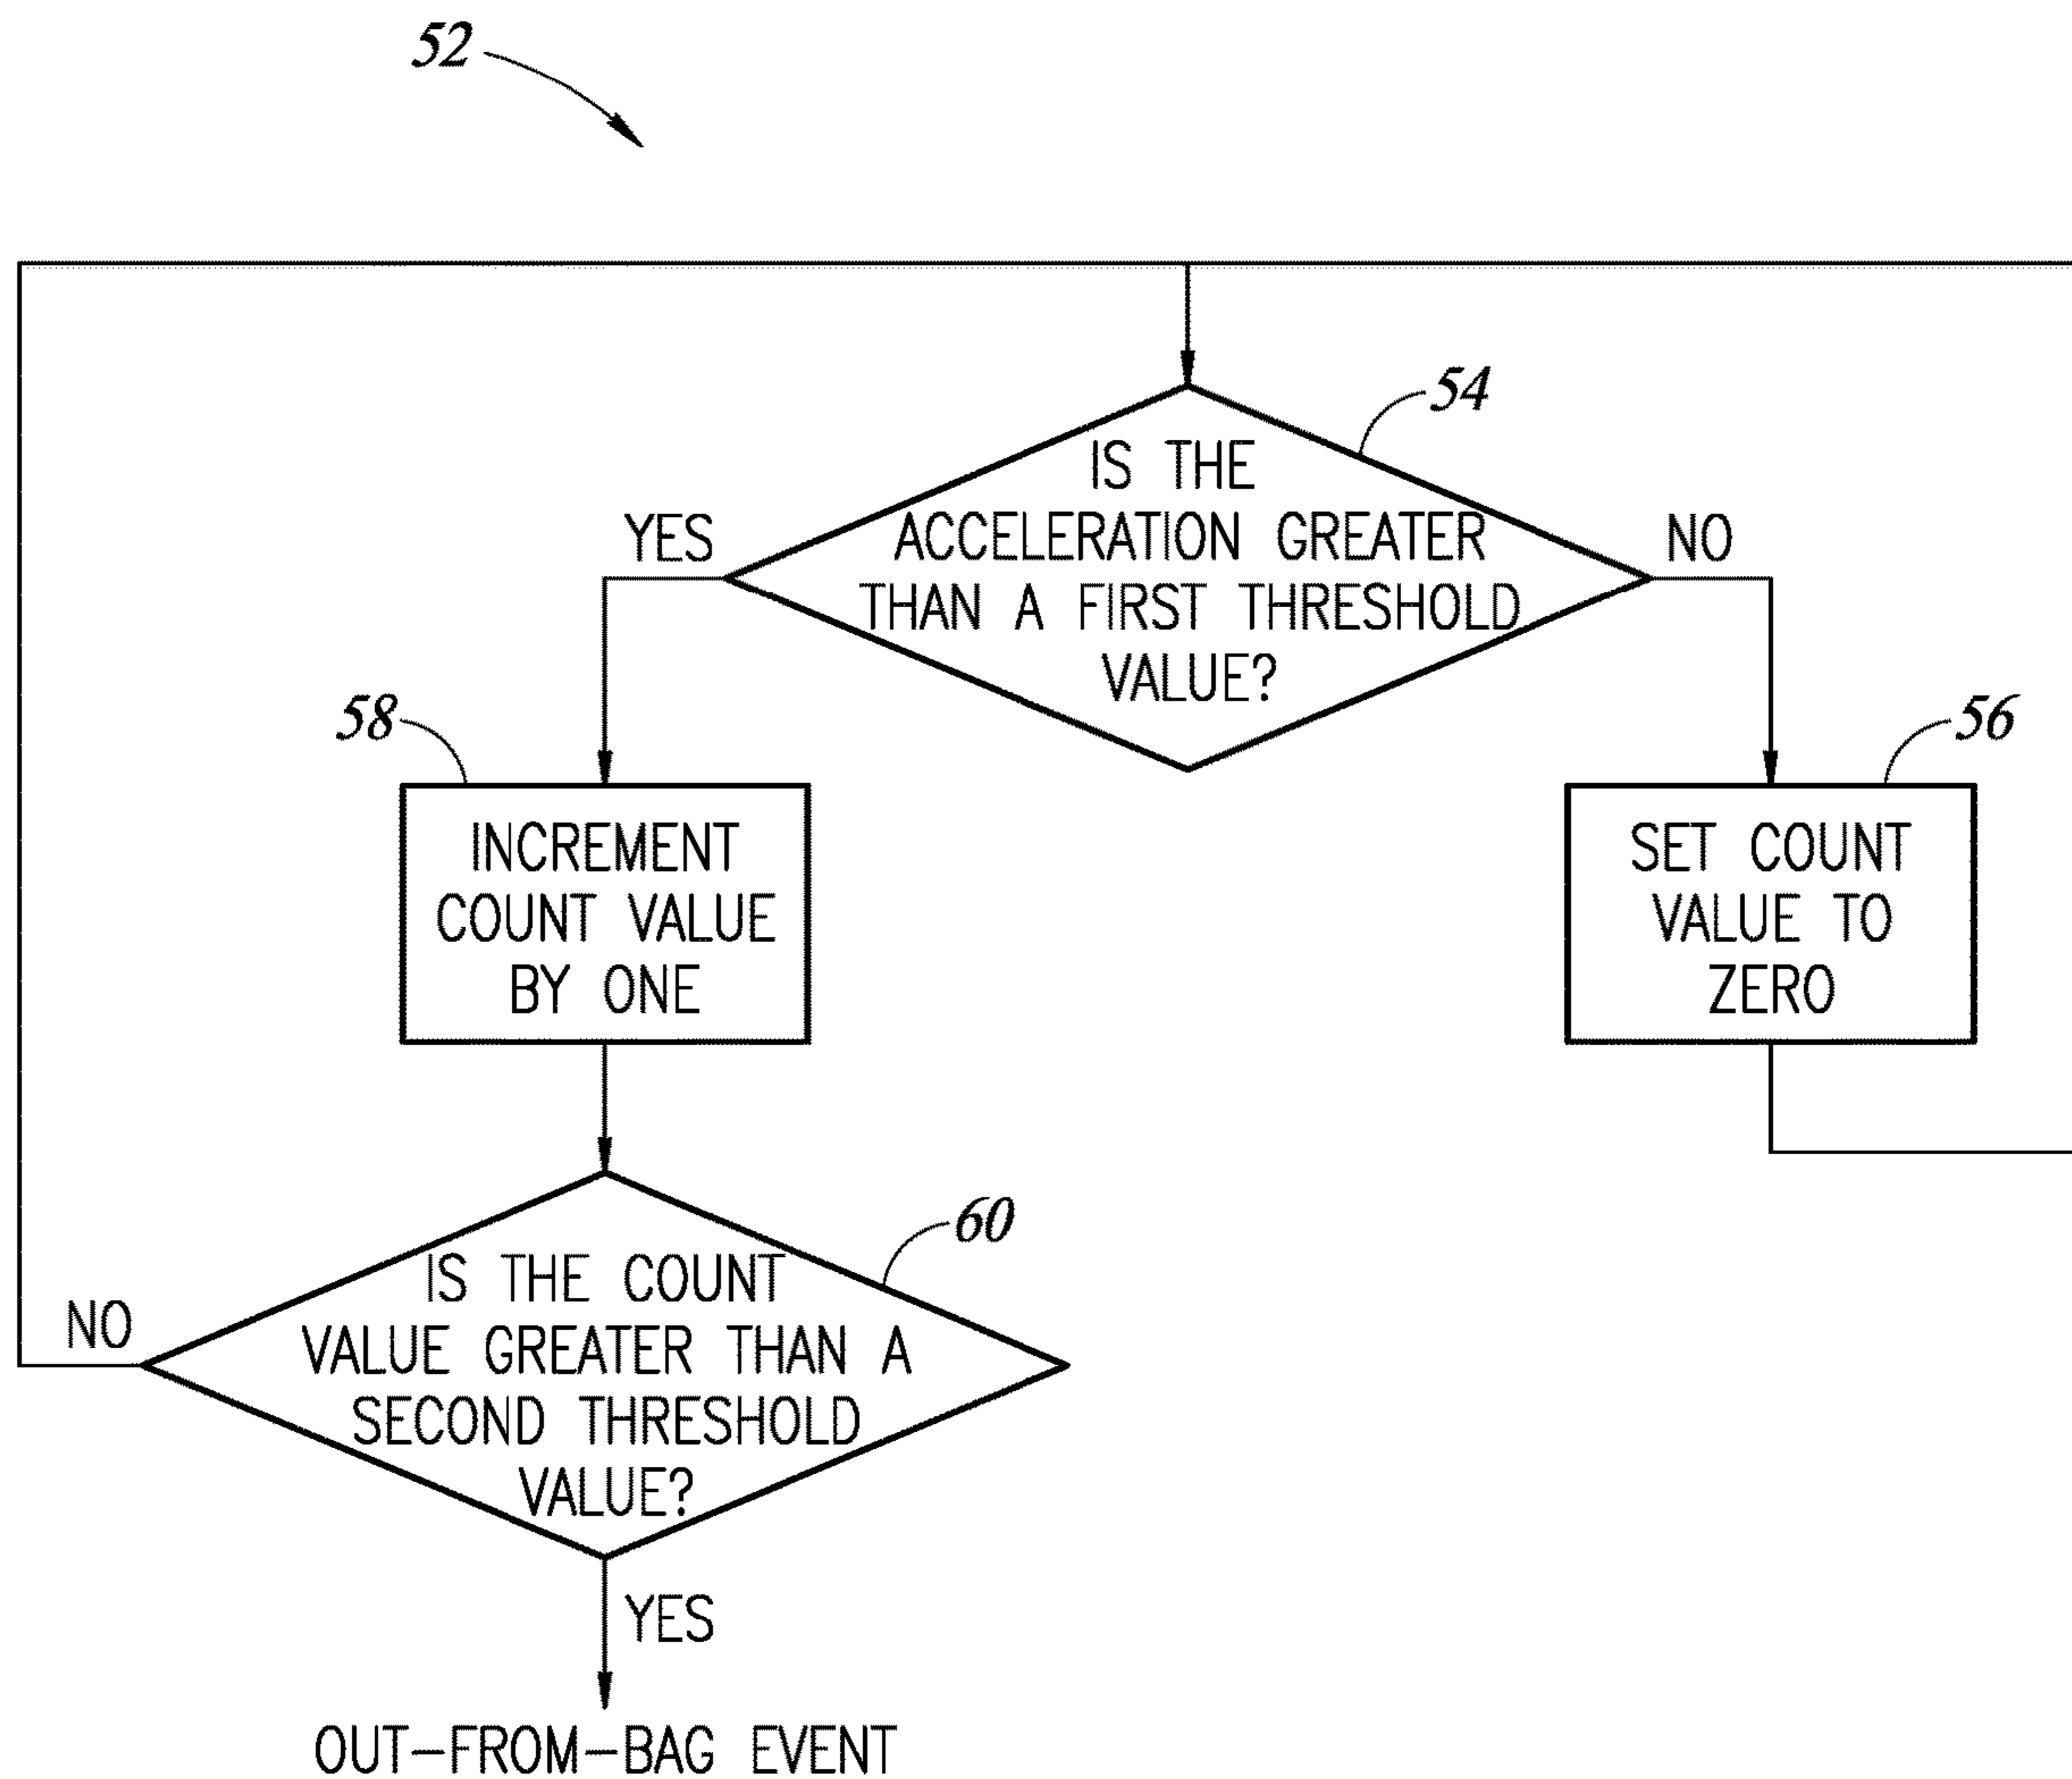 52
54
IS THE
ACCELERATION GREATER
THAN A FIRST THRESHOLD
VALUE?
YES
NO
58
INCREMENT
COUNT VALUE
BY ONE
56
SET COUNT
VALUE TO
ZERO
60
IS THE COUNT
VALUE GREATER THAN A
SECOND THRESHOLD
VALUE?
NO
YES
OUT-FROM-BAG EVENT